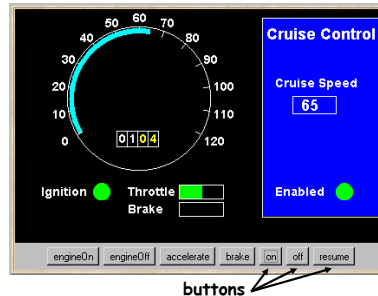 50 60 70
40 80
30 90
20 100
10 110
0 120
0104
Cruise Control
Cruise Speed
65
Ignition Throttle Enabled
Brake
engineOn engineOff accelerate brake on off resume
buttons